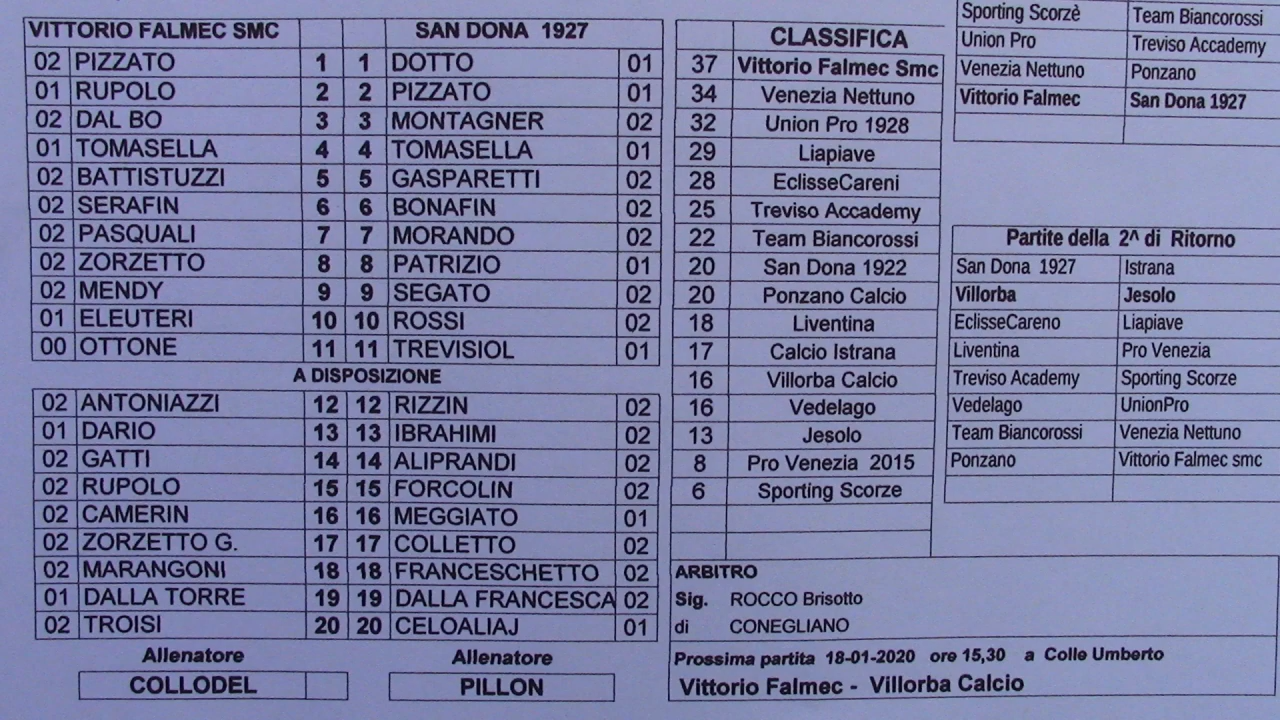 VITTORIO FALMEC SMC SAN DONA 1927
02 PIZZATO 1 1 DOTTO 01
01 RUPOLO 2 2 PIZZATO 01
02 DAL BO 3 3 MONTAGNER 02
01 TOMASELLA 4 4 TOMASELLA 01
02 BATTISTUZZI 5 5 GASPARETTI 02
02 SERAFIN 6 6 BONAFIN 02
02 PASQUALI 7 7 MORANDO 02
02 ZORZETTO 8 8 PATRIZIO 01
02 MENDY 9 9 SEGATO 02
01 ELEUTERI 10 10 ROSSI 02
00 OTTONE 11 11 TREVISIOL 01
A DISPOSIZIONE
02 ANTONIAZZI 12 12 RIZZIN 02
01 DARIO 13 13 IBRAHIMI 02
02 GATTI 14 14 ALIPRANDI 02
02 RUPOLO 15 15 FORCOLIN 02
02 CAMERIN 16 16 MEGGIATO 01
02 ZORZETTO G. 17 17 COLLETTO 02
02 MARANGONI 18 18 FRANCESCHETTO 02
01 DALLA TORRE 19 19 DALLA FRANCESCA 02
02 TROISI 20 20 CELOALIAJ 01
Allenatore Allenatore
COLLODEL PILLON
CLASSIFICA
37 Vittorio Falmec Smc
34 Venezia Nettuno
32 Union Pro 1928
29 Liapiave
28 EclisseCareni
25 Treviso Accademy
22 Team Biancorossi
20 San Dona 1922
20 Ponzano Calcio
18 Liventina
17 Calcio Istrana
16 Villorba Calcio
16 Vedelago
13 Jesolo
8 Pro Venezia 2015
6 Sporting Scorze
Sporting Scorzè Team Biancorossi
Union Pro Treviso Accademy
Venezia Nettuno Ponzano
Vittorio Falmec San Dona 1927
Partite della 2^ di Ritorno
San Dona 1927 Istrana
Villorba Jesolo
EclisseCareno Liapiave
Liventina Pro Venezia
Treviso Academy Sporting Scorze
Vedelago UnionPro
Team Biancorossi Venezia Nettuno
Ponzano Vittorio Falmec smc
ARBITRO
Sig. ROCCO Brisotto
di CONEGLIANO
Prossima partita 18-01-2020 ore 15,30 a Colle Umberto
Vittorio Falmec - Villorba Calcio